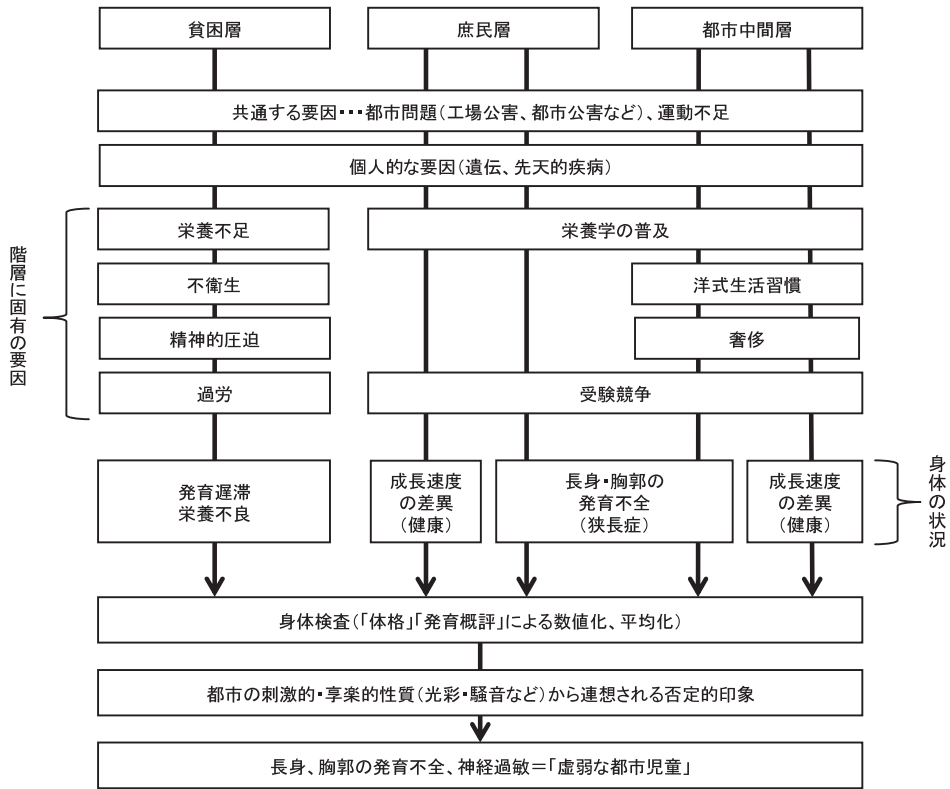 貧困層
庶民層
都市中間層
共通する要因・・・都市問題(工場公害、都市公害など)、運動不足
個人的な要因(遺伝、先天的疾病)
階層に固有の要因
栄養不足
栄養学の普及
不衛生
洋式生活習慣
精神的圧迫
奢侈
過労
受験競争
発育遅滞
栄養不良
成長速度
の差異
(健康)
長身・胸郭の
発育不全
(狭長症)
成長速度
の差異
(健康)
身体の状況
身体検査(「体格」「発育概評」による数値化、平均化)
都市の刺激的・享楽的性質(光彩・騒音など)から連想される否定的印象
長身、胸郭の発育不全、神経過敏=「虚弱な都市児童」